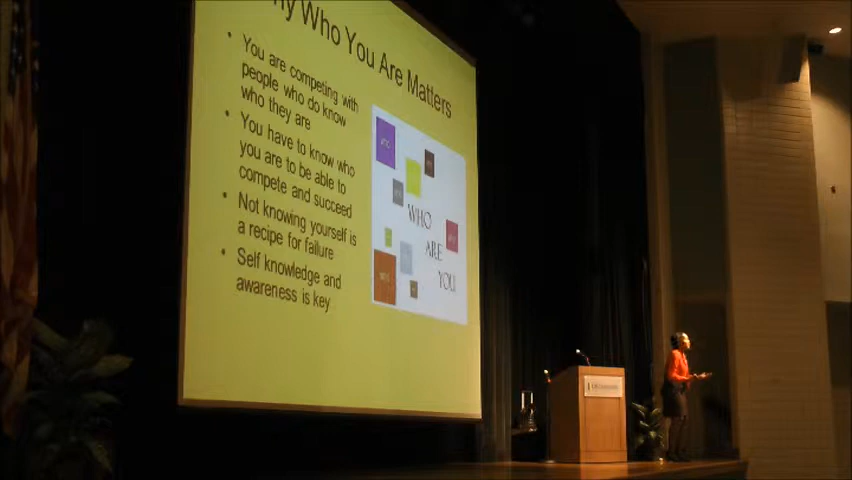 Who You Are Matters
• You are competing with
people who do know
who they are
• You have to know who
you are to be able to
compete and succeed
• Not knowing yourself is
a recipe for failure
• Self knowledge and
awareness is key
WHO
ARE
YOU